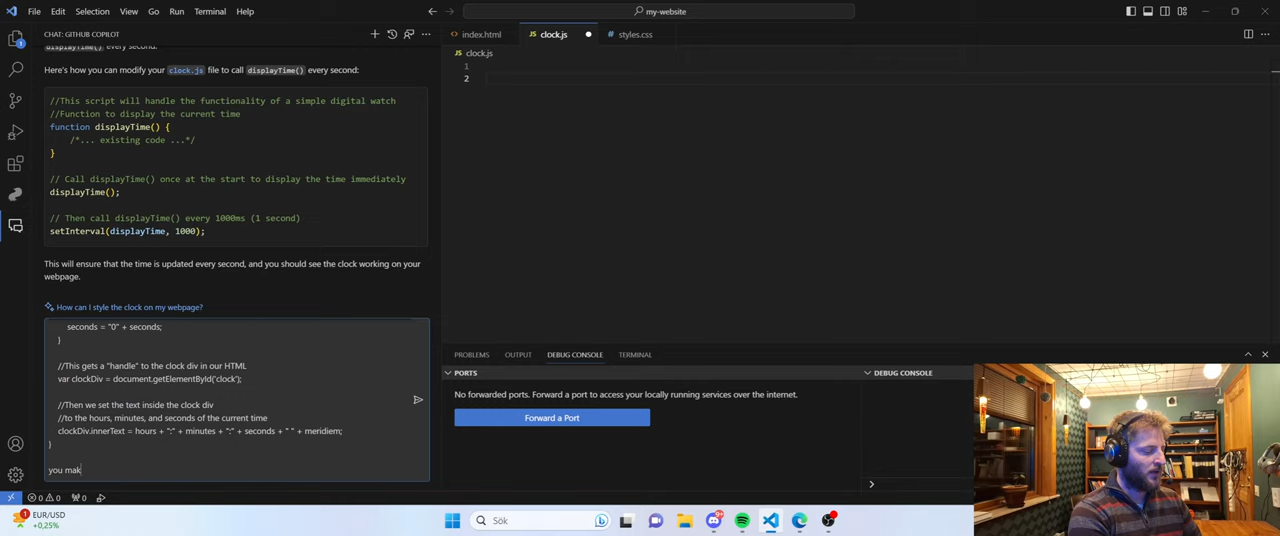 File Edit Selection View Go Run Terminal Help
my-website
CHAT: GITHUB COPILOT
index.html
clock.js
styles.css
clock.js
1
2
displayTime() every second.
Here's how you can modify your clock.js file to call displayTime() every second:
//This script will handle the functionality of a simple digital watch
//Function to display the current time
function displayTime() {
/*... existing code ...*/
}
// Call displayTime() once at the start to display the time immediately
displayTime();
// Then call displayTime() every 1000ms (1 second)
setInterval(displayTime, 1000);
This will ensure that the time is updated every second, and you should see the clock working on your
webpage.
How can I style the clock on my webpage?
seconds = "0" + seconds;
}
//This gets a "handle" to the clock div in our HTML
var clockDiv = document.getElementById('clock');
//Then we set the text inside the clock div
//to the hours, minutes, and seconds of the current time
clockDiv.innerText = hours + ":" + minutes + ":" + seconds + " " + meridiem;
}
you mak
PROBLEMS OUTPUT DEBUG CONSOLE TERMINAL
PORTS
DEBUG CONSOLE
No forwarded ports. Forward a port to access your locally running services over the internet.
Forward a Port
0 0 0
EUR/USD
+0,25%
Sök